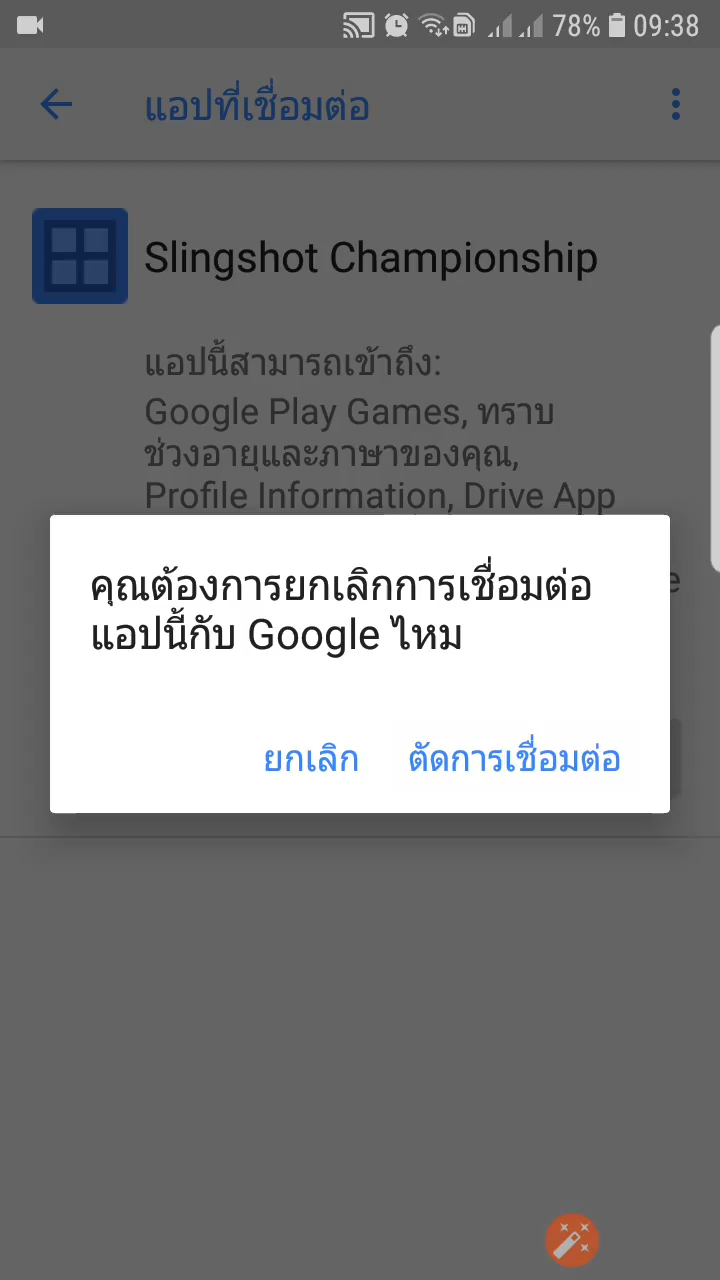 78% 09:38
แอปที่เชื่อมต่อ
Slingshot Championship
แอปนี้สามารถเข้าถึง:
Google Play Games, ทราบ
ช่วงอายุและภาษาของคุณ,
Profile Information, Drive App
คุณต้องการยกเลิกการเชื่อมต่อ
แอปนี้กับ Google ไหม
ยกเลิก ตัดการเชื่อมต่อ